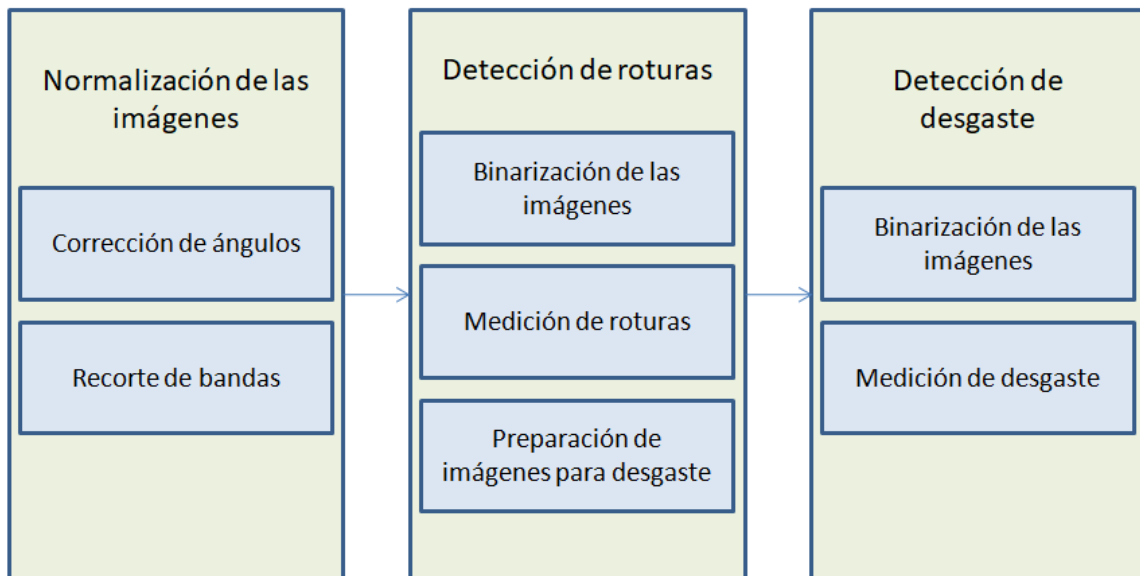 Normalización de las
imágenes
Corrección de ángulos
Recorte de bandas
Detección de roturas
Binarización de las
imágenes
Medición de roturas
Preparación de
imágenes para desgaste
Detección de
desgaste
Binarización de las
imágenes
Medición de desgaste